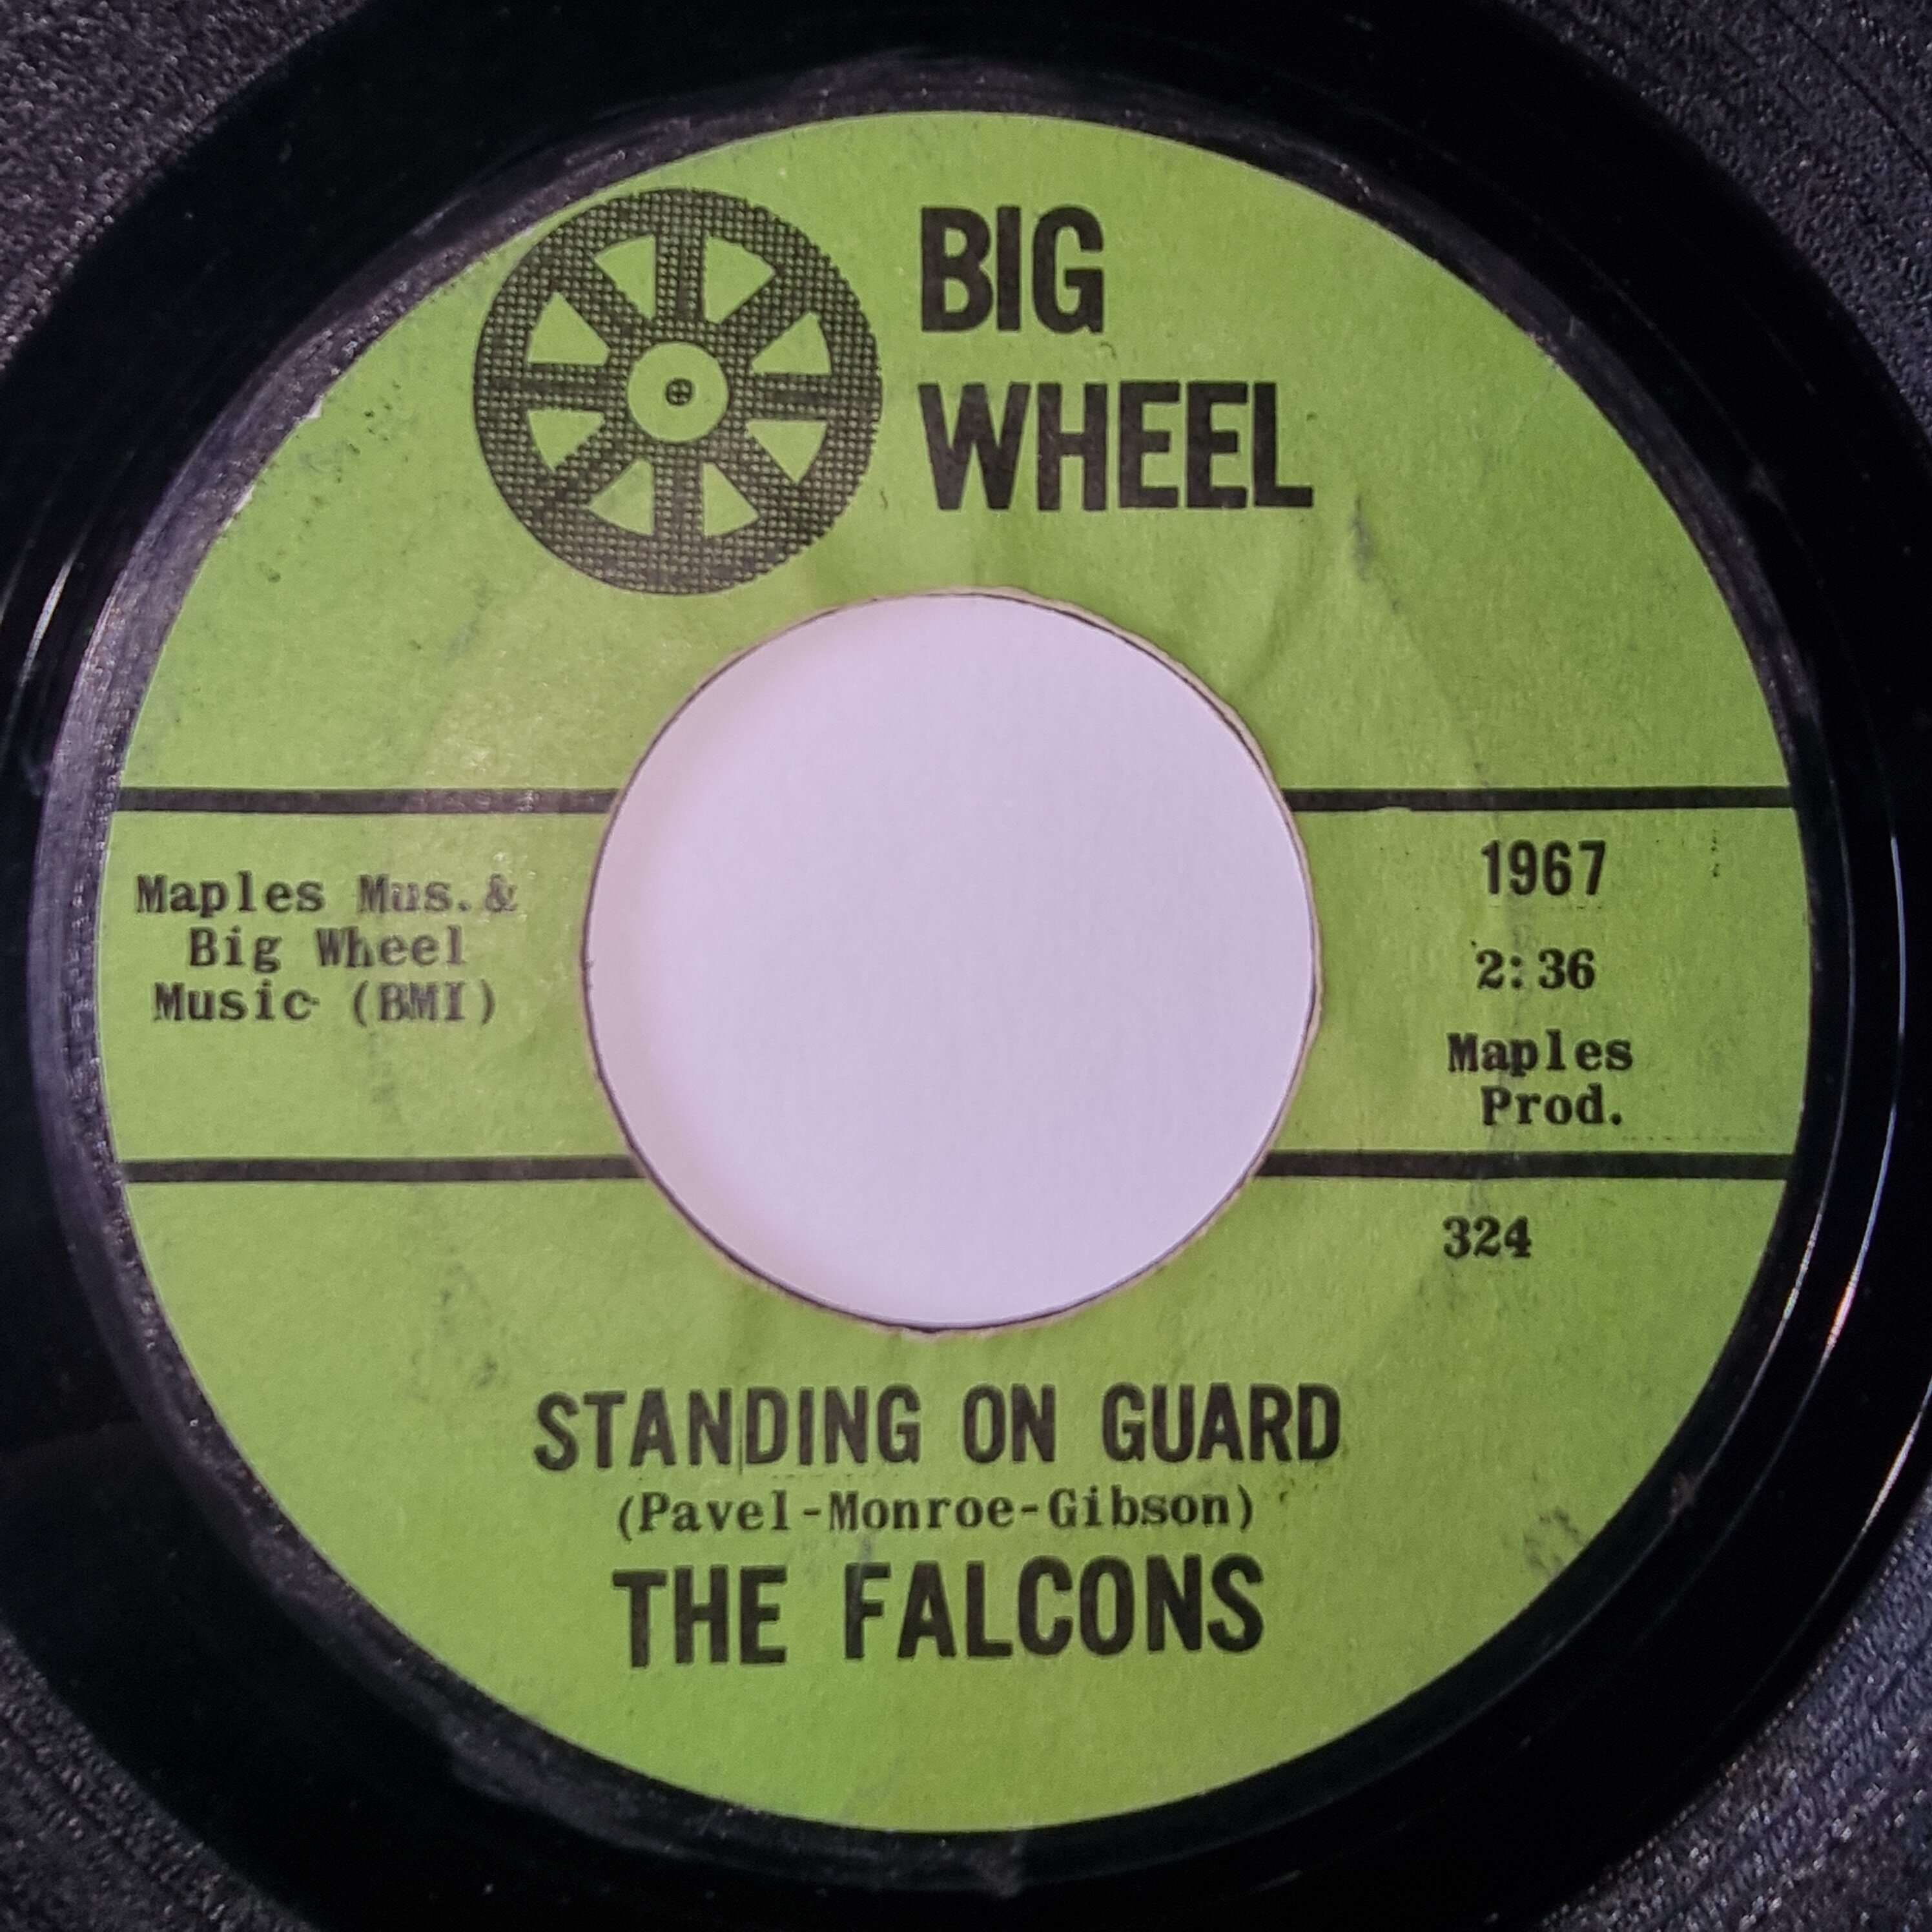 BIG
WHEEL
Maples Mus.&
Big Wheel
Music (BMI)
1967
2:36
Maples
Prod.
324
STANDING ON GUARD
(Pavel-Monroe-Gibson)
THE FALCONS